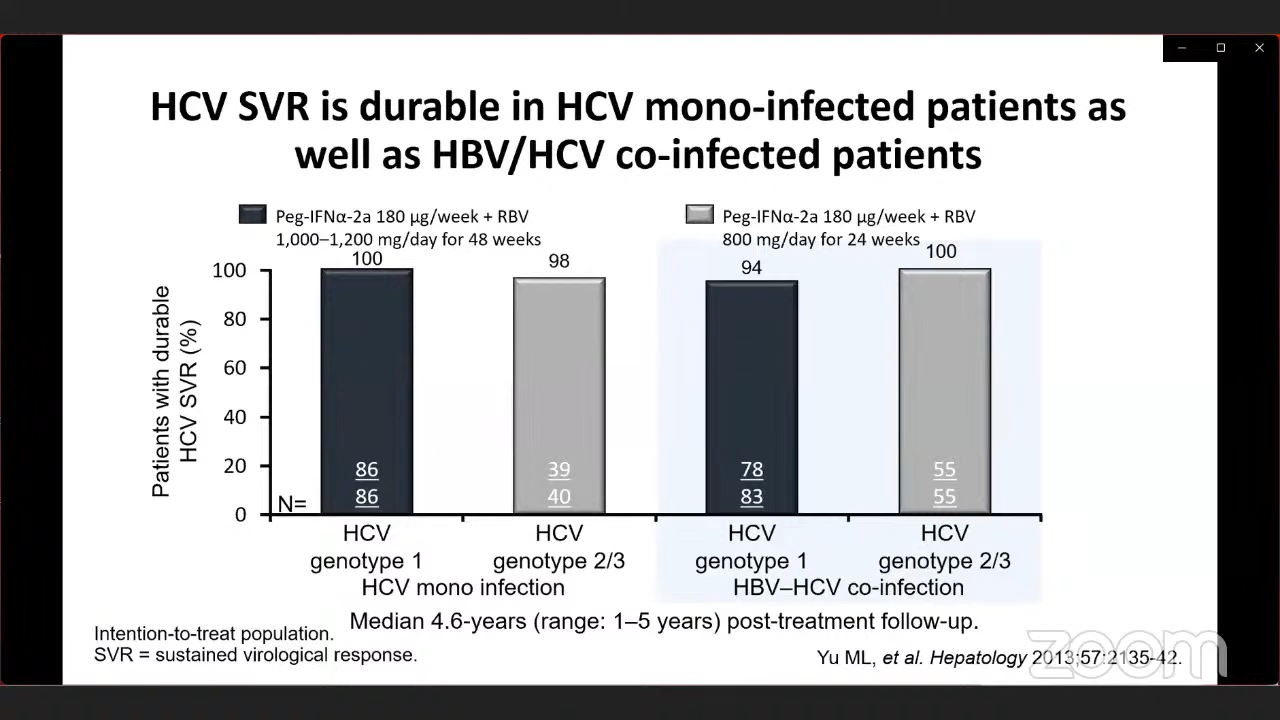 HCV SVR is durable in HCV mono-infected patients as
well as HBV/HCV co-infected patients
Peg-IFNα-2a 180 µg/week + RBV
1,000–1,200 mg/day for 48 weeks
Peg-IFNα-2a 180 µg/week + RBV
800 mg/day for 24 weeks
Patients with durable
HCV SVR (%)
100
80
60
40
20
0
100
98
94
100
N=
86
86
39
40
78
83
55
55
HCV
genotype 1
HCV
genotype 2/3
HCV
genotype 1
HCV
genotype 2/3
HCV mono infection
HBV–HCV co-infection
Median 4.6-years (range: 1–5 years) post-treatment follow-up.
Intention-to-treat population.
SVR = sustained virological response.
Yu ML, et al. Hepatology 2013;57:2135-42.
zoom